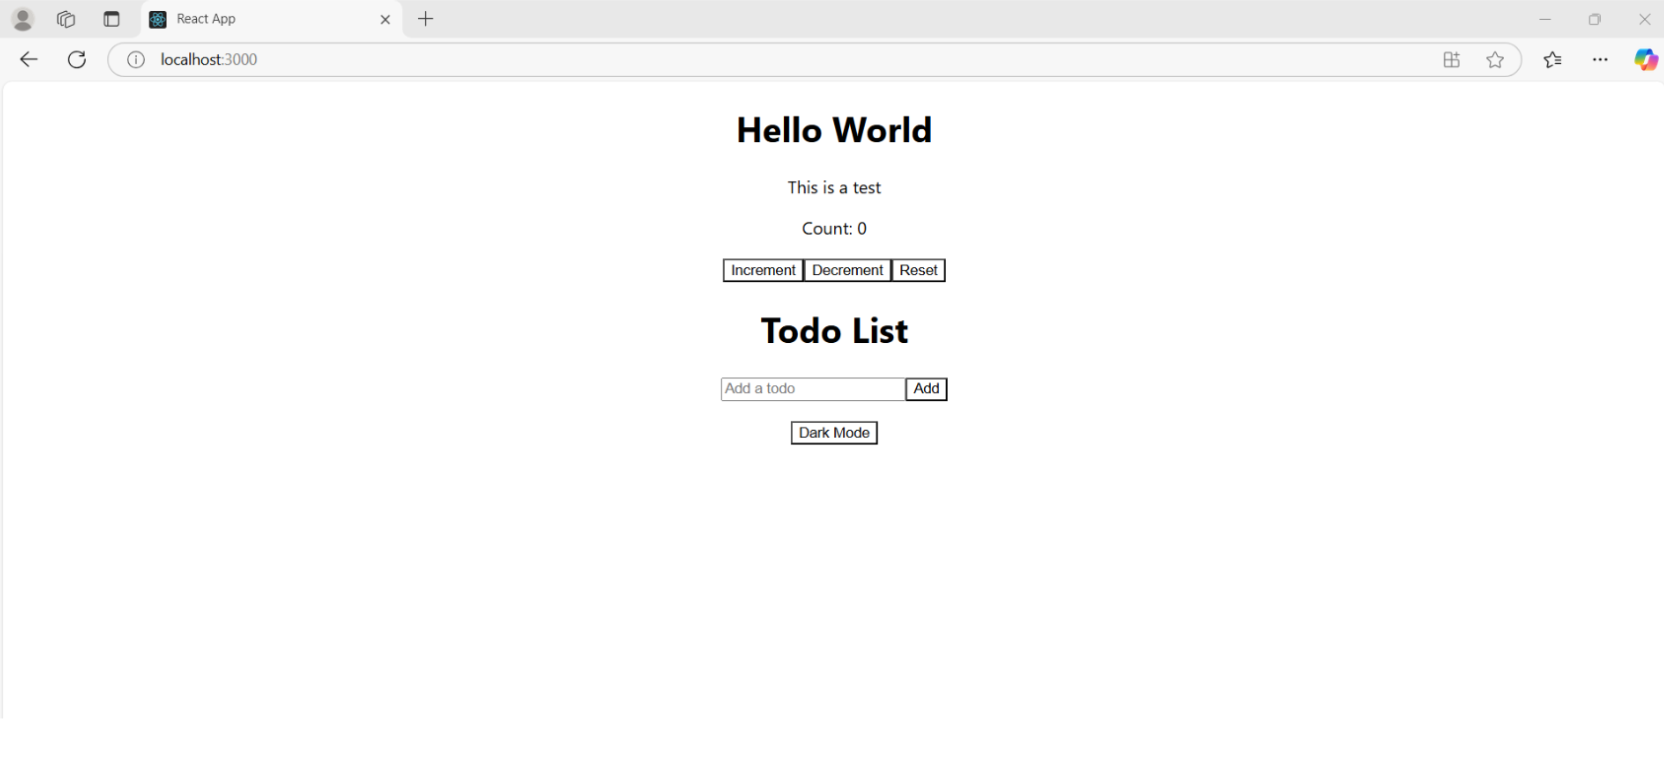 React App
localhost:3000
Hello World
This is a test
Count: 0
Increment Decrement Reset
Todo List
Add a todo Add
Dark Mode